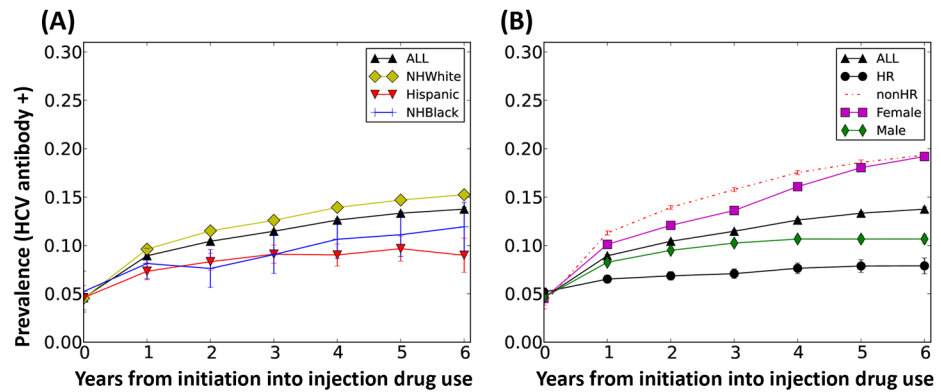 (A)
(B)
Prevalence (HCV antibody +)
0.30
0.25
0.20
0.15
0.10
0.05
0.00
0 1 2 3 4 5 6
Years from initiation into injection drug use
ALL
NHWhite
Hispanic
NHBlack
0.30
0.25
0.20
0.15
0.10
0.05
0.00
0 1 2 3 4 5 6
Years from initiation into injection drug use
ALL
HR
nonHR
Female
Male